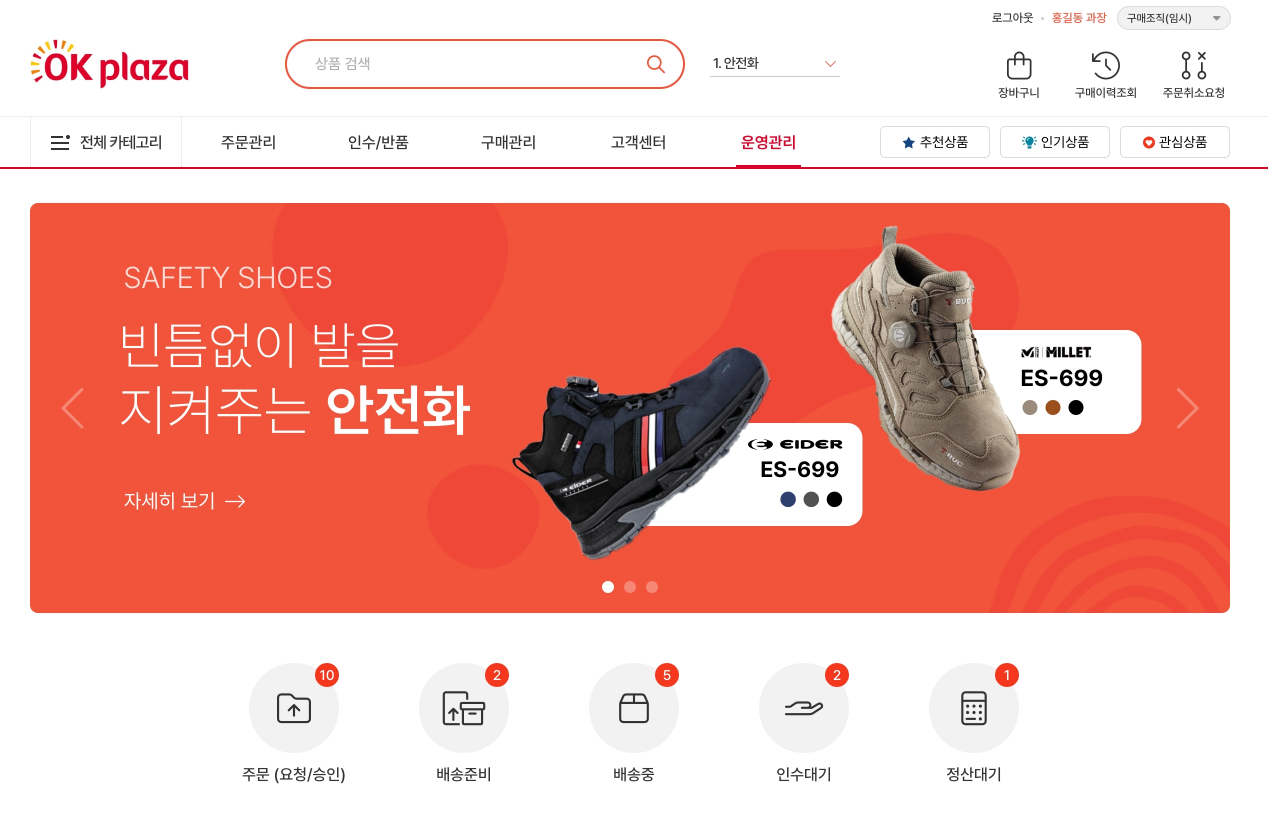 로그아웃 • 홍길동 과장 구매조직(임시)
OK plaza
상품 검색
1. 안전화
장바구니 구매이력조회 주문취소요청
전체 카테고리 주문관리 인수/반품 구매관리 고객센터 운영관리 추천상품 인기상품 관심상품
SAFETY SHOES
빈틈없이 발을
지켜주는 안전화
자세히 보기
T-BUC
MILLET
ES-699
T-BUC
EIDER
ES-699
EIDER
10 2 5 2 1
주문 (요청/승인) 배송준비 배송중 인수대기 정산대기